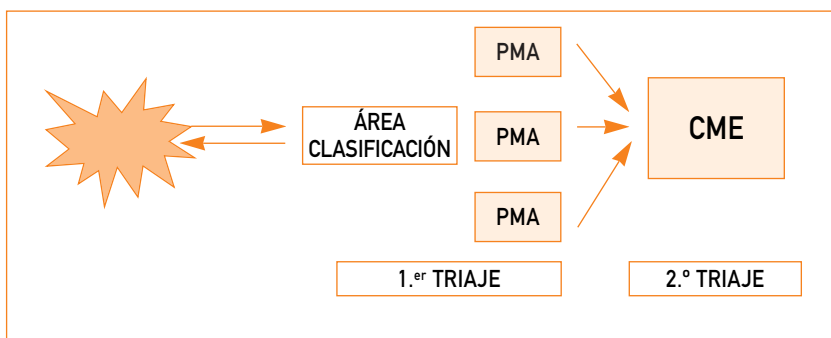 PMA
ÁREA
CLASIFICACIÓN
PMA
CME
PMA
1.er TRIAJE
2.º TRIAJE